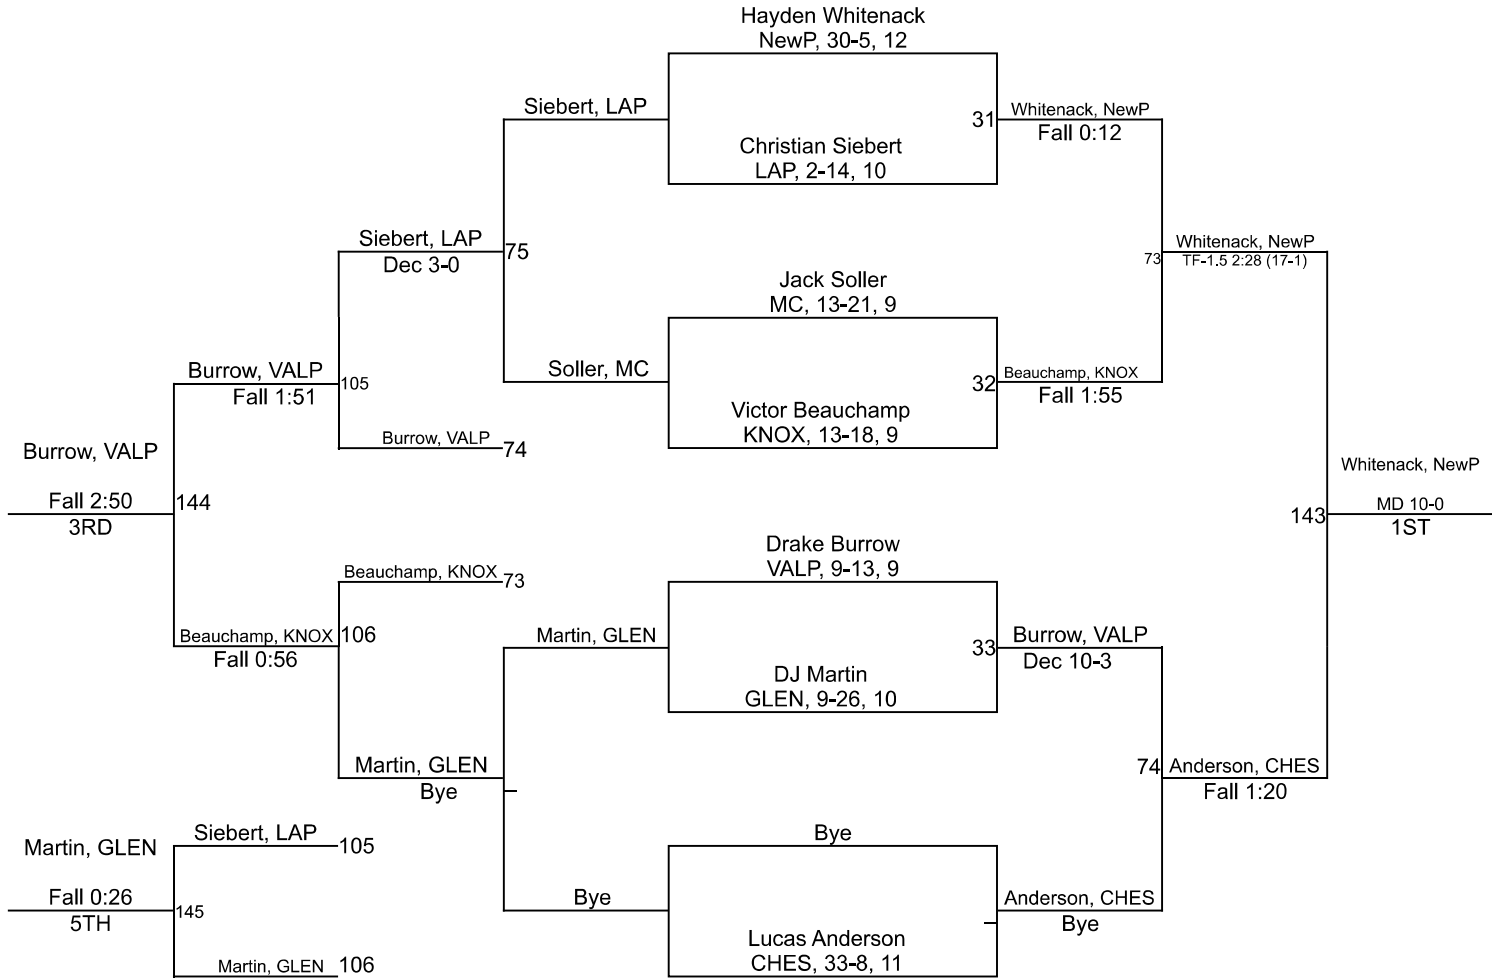 Hayden Whitenack
NewP, 30-5, 12
Siebert, LAP
31
Whitenack, NewP
Fall 0:12
Christian Siebert
LAP, 2-14, 10
Siebert, LAP
Dec 3-0
75
73
Whitenack, NewP
TF-1.5 2:28 (17-1)
Jack Soller
MC, 13-21, 9
Burrow, VALP
Fall 1:51
105
Soller, MC
32
Beauchamp, KNOX
Fall 1:55
Victor Beauchamp
KNOX, 13-18, 9
Burrow, VALP
74
Burrow, VALP
Fall 2:50
3RD
144
143
Whitenack, NewP
MD 10-0
1ST
Drake Burrow
VALP, 9-13, 9
Beauchamp, KNOX
73
Beauchamp, KNOX
Fall 0:56
106
Martin, GLEN
33
Burrow, VALP
Dec 10-3
DJ Martin
GLEN, 9-26, 10
Martin, GLEN
Bye
74
Anderson, CHES
Fall 1:20
Siebert, LAP
105
Bye
Martin, GLEN
Fall 0:26
5TH
145
Bye
Anderson, CHES
Bye
Lucas Anderson
CHES, 33-8, 11
Martin, GLEN
106